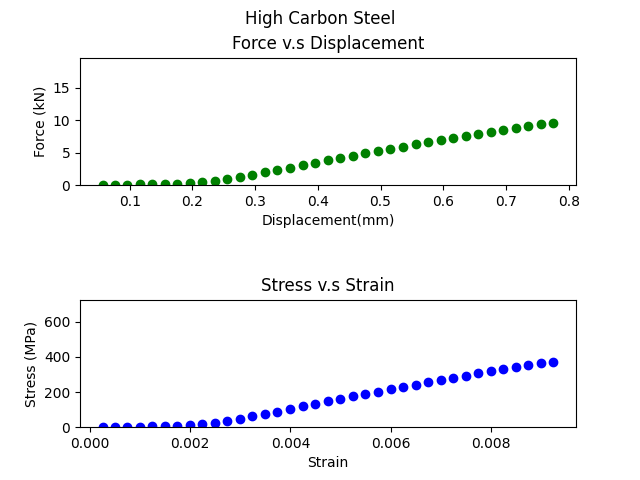 High Carbon Steel
Force v.s Displacement
Force (kN)
15
10
5
0
0.1 0.2 0.3 0.4 0.5 0.6 0.7 0.8
Displacement(mm)
Stress v.s Strain
Stress (MPa)
600
400
200
0
0.000 0.002 0.004 0.006 0.008
Strain